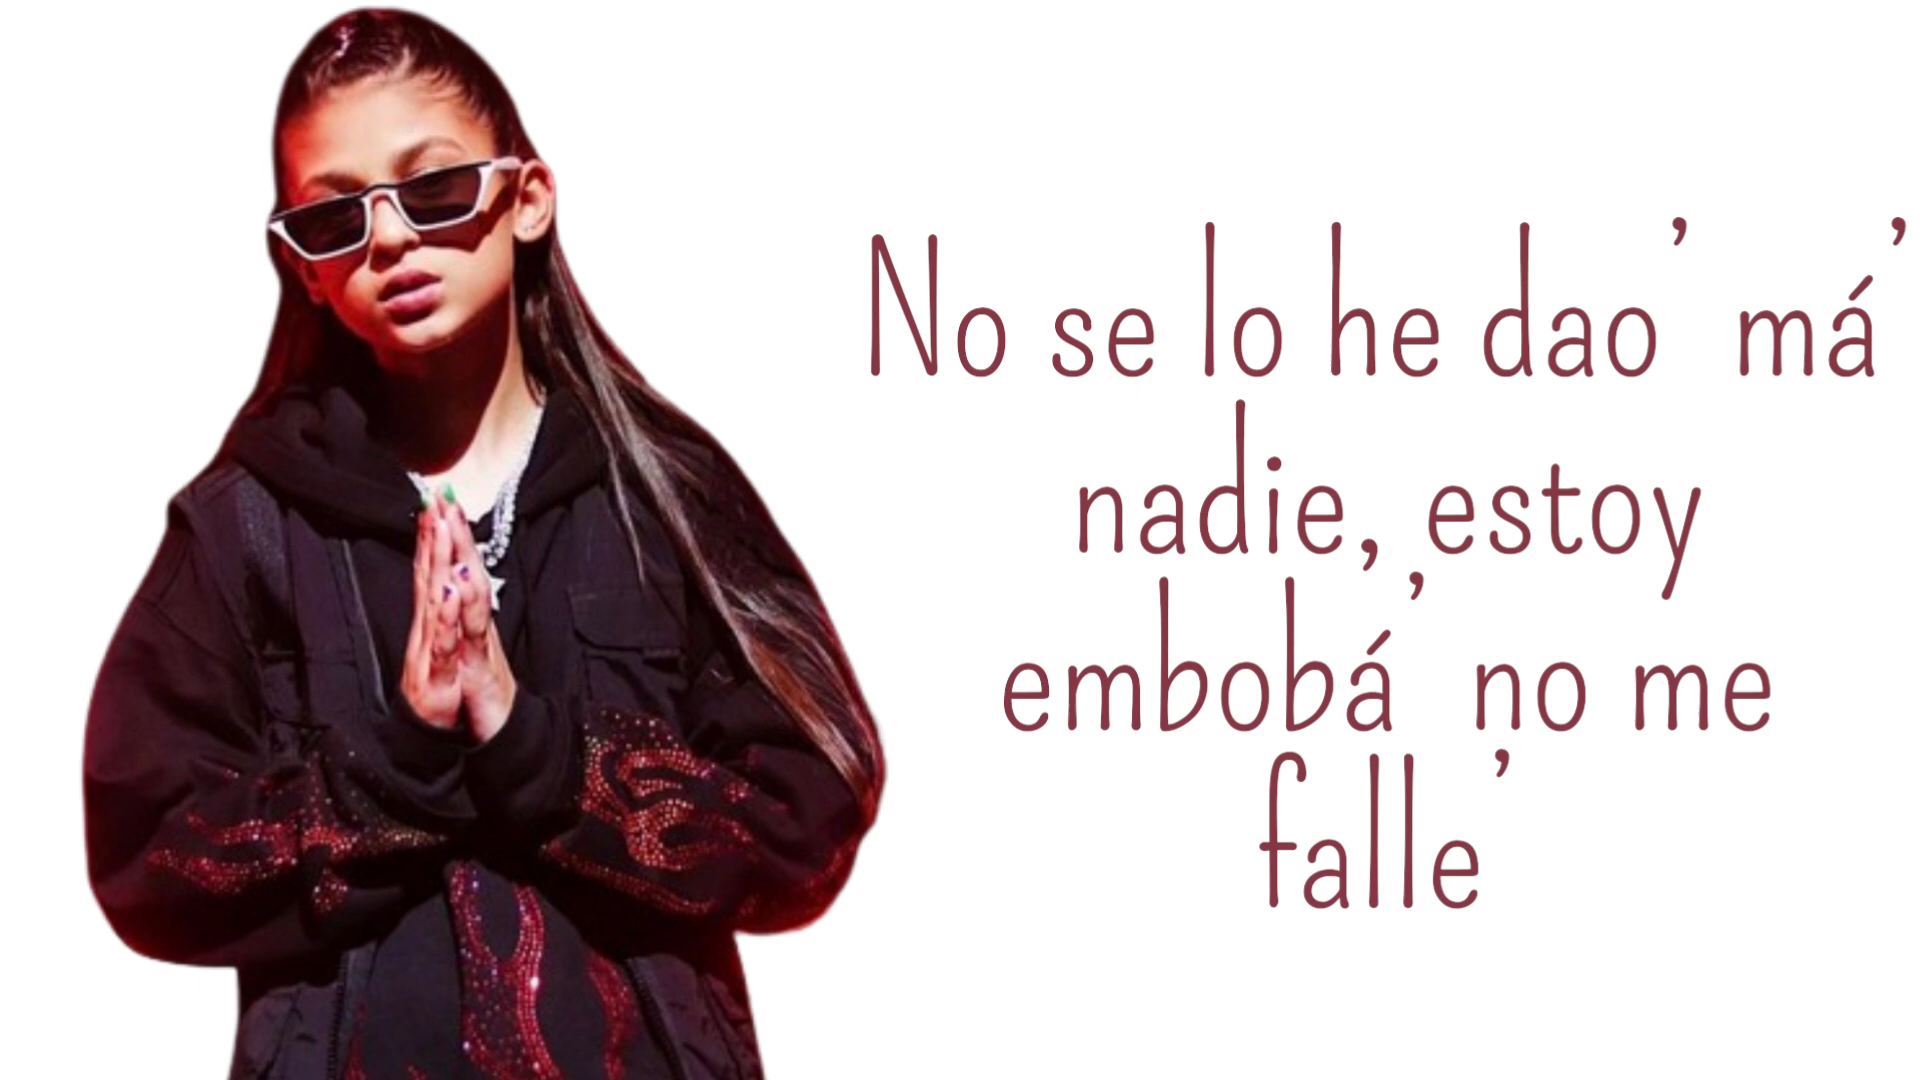 No se lo he dao’ má’
nadie, estoy
embobá’ no me
falle’